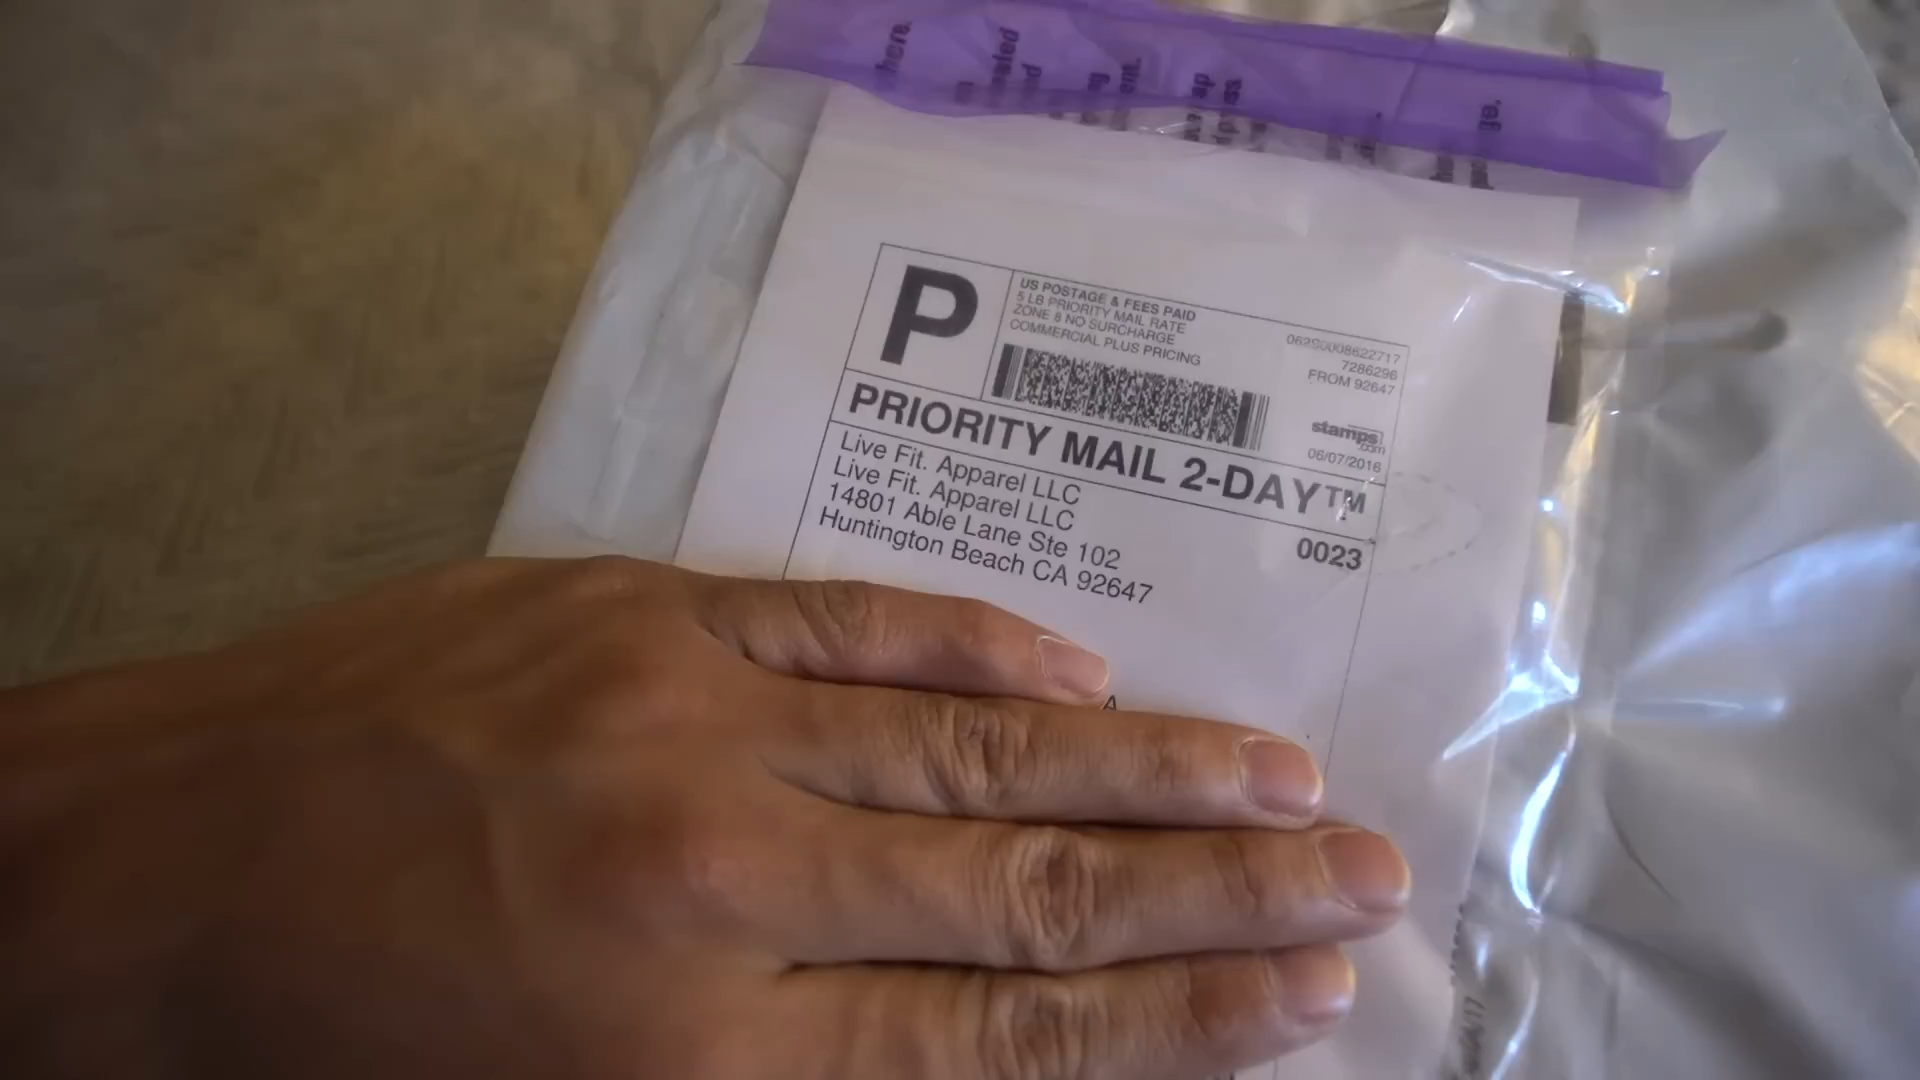 here.
P
US POSTAGE & FEES PAID
5 LB PRIORITY MAIL RATE
ZONE 8 NO SURCHARGE
COMMERCIAL PLUS PRICING
062S0008622717
7286296
FROM 92647
stamps
.com
06/07/2016
PRIORITY MAIL 2-DAY™
Live Fit. Apparel LLC
Live Fit. Apparel LLC
14801 Able Lane Ste 102
Huntington Beach CA 92647
0023
A